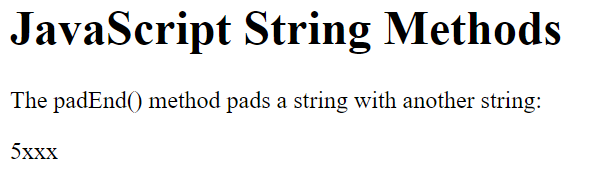 JavaScript String Methods
The padEnd() method pads a string with another string:
5xxx